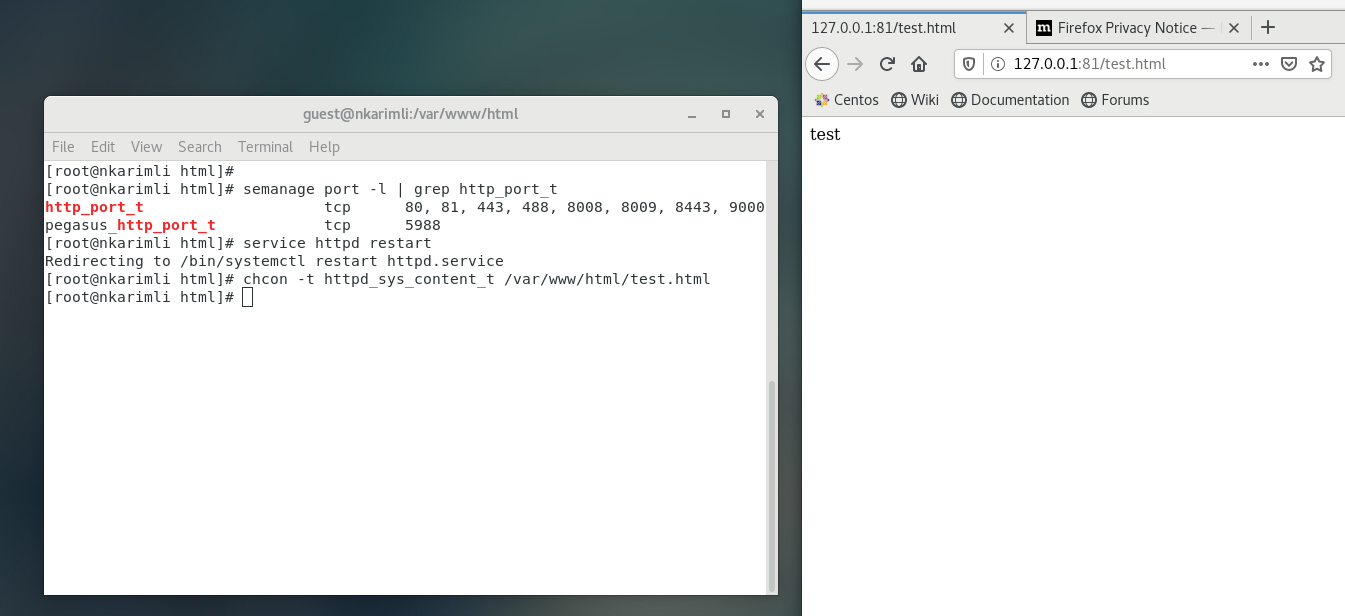 guest@nkarimli:/var/www/html
File Edit View Search Terminal Help
[root@nkarimli html]#
[root@nkarimli html]# semanage port -l | grep http_port_t
http_port_t                    tcp      80, 81, 443, 488, 8008, 8009, 8443, 9000
pegasus_http_port_t            tcp      5988
[root@nkarimli html]# service httpd restart
Redirecting to /bin/systemctl restart httpd.service
[root@nkarimli html]# chcon -t httpd_sys_content_t /var/www/html/test.html
[root@nkarimli html]#
127.0.0.1:81/test.html
m Firefox Privacy Notice —
127.0.0.1:81/test.html
Centos Wiki Documentation Forums
test